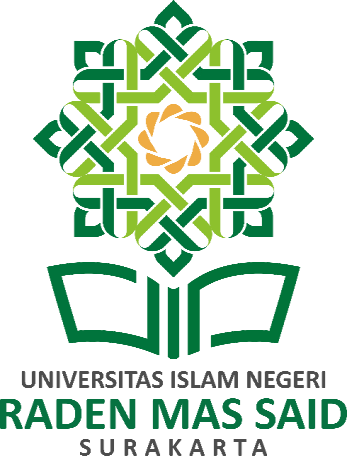 UNIVERSITAS ISLAM NEGERI
RADEN MAS SAID
SURAKARTA